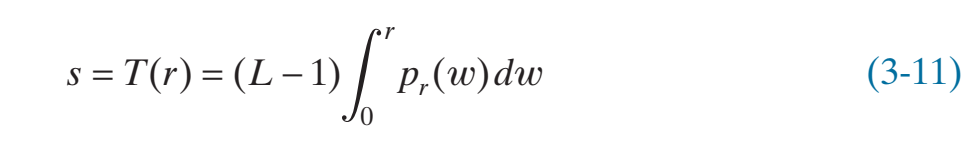 s = T(r) = (L − 1) ∫₀ʳ pᵣ(w) dw (3-11)